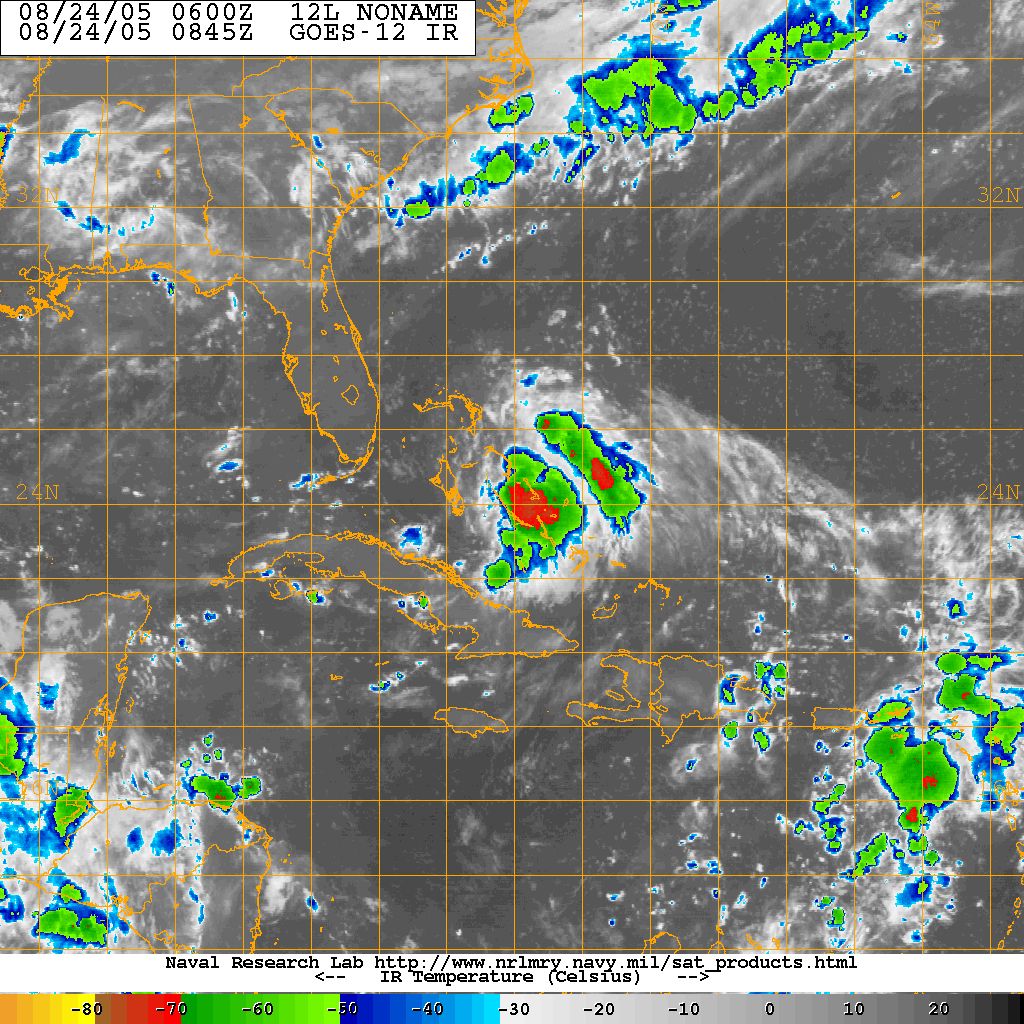 08/24/05 0600Z 12L NONAME
08/24/05 0845Z GOES-12 IR
32N 32N
24N 24N
Naval Research Lab http://www.nrlmry.navy.mil/sat_products.html
<-- IR Temperature (Celsius) -->
-80 -70 -60 -50 -40 -30 -20 -10 0 10 20